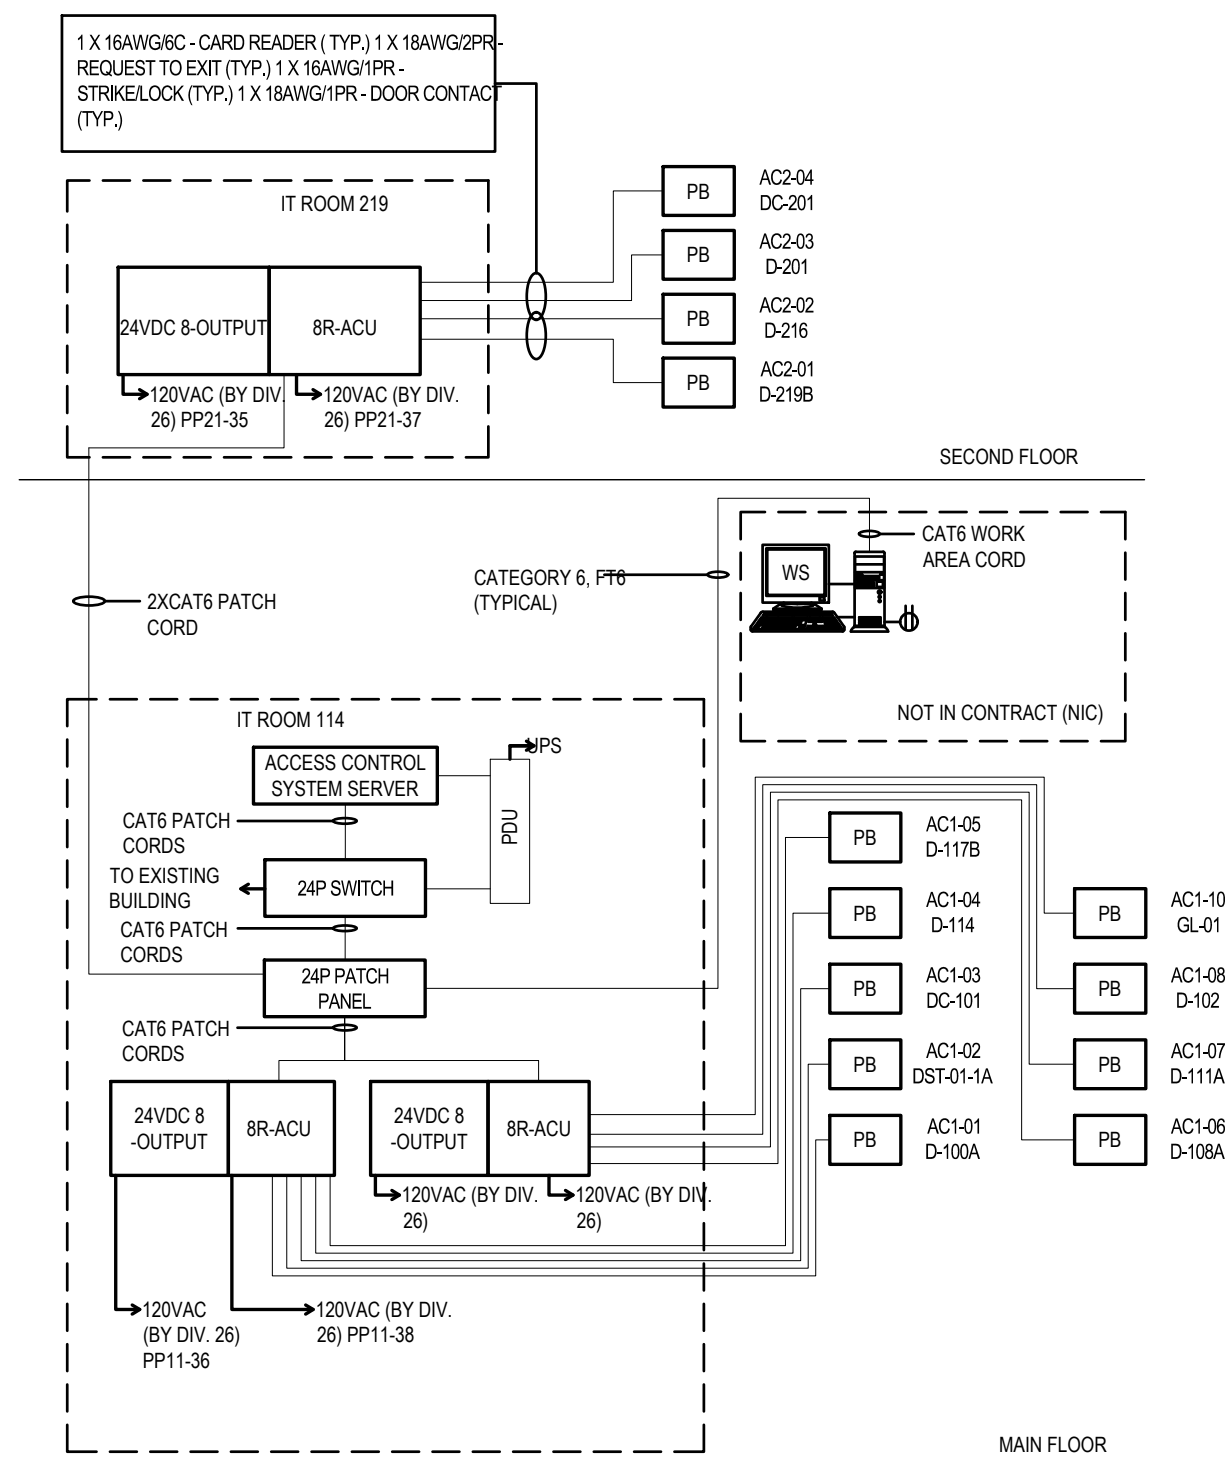 1 X 16AWG/6C - CARD READER ( TYP.) 1 X 18AWG/2PR -
REQUEST TO EXIT (TYP.) 1 X 16AWG/1PR -
STRIKE/LOCK (TYP.) 1 X 18AWG/1PR - DOOR CONTACT
(TYP.)
IT ROOM 219
24VDC 8-OUTPUT
8R-ACU
120VAC (BY DIV.
26) PP21-35
120VAC (BY DIV.
26) PP21-37
PB
AC2-04
DC-201
PB
AC2-03
D-201
PB
AC2-02
D-216
PB
AC2-01
D-219B
SECOND FLOOR
CAT6 WORK
AREA CORD
WS
CATEGORY 6, FT6
(TYPICAL)
NOT IN CONTRACT (NIC)
2XCAT6 PATCH
CORD
IT ROOM 114
UPS
ACCESS CONTROL
SYSTEM SERVER
PDU
CAT6 PATCH
CORDS
TO EXISTING
BUILDING
24P SWITCH
CAT6 PATCH
CORDS
24P PATCH
PANEL
CAT6 PATCH
CORDS
24VDC 8
-OUTPUT
8R-ACU
24VDC 8
-OUTPUT
8R-ACU
120VAC (BY DIV.
26)
120VAC (BY DIV.
26)
120VAC
(BY DIV. 26)
PP11-36
120VAC (BY DIV.
26) PP11-38
PB
AC1-05
D-117B
PB
AC1-04
D-114
PB
AC1-03
DC-101
PB
AC1-02
DST-01-1A
PB
AC1-01
D-100A
PB
AC1-10
GL-01
PB
AC1-08
D-102
PB
AC1-07
D-111A
PB
AC1-06
D-108A
MAIN FLOOR